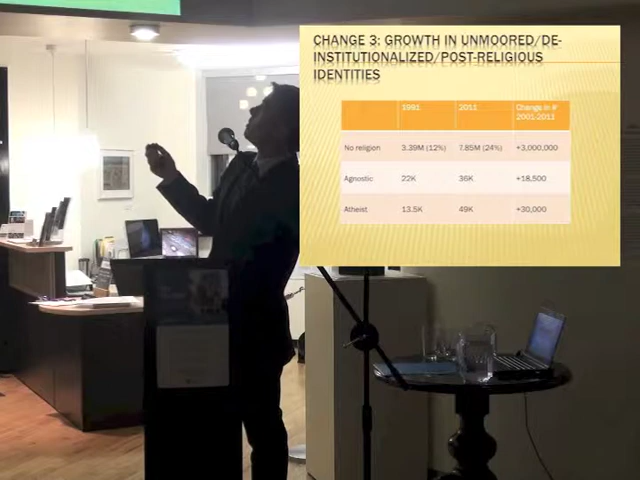 CHANGE 3: GROWTH IN UNMOORED/DE-
INSTITUTIONALIZED/POST-RELIGIOUS
IDENTITIES
1991 2011 Change in #
2001-2011
No religion 3.39M (12%) 7.85M (24%) +3,000,000
Agnostic 22K 36K +18,500
Atheist 13.5K 49K +30,000